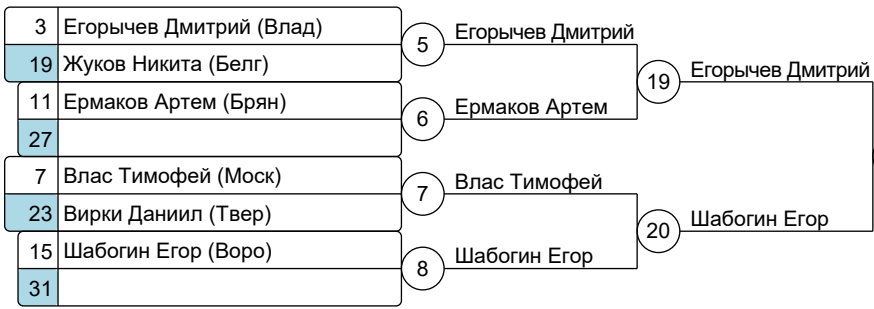 3 Егорычев Дмитрий (Влад)
19 Жуков Никита (Белг)
11 Ермаков Артем (Брян)
27
7 Влас Тимофей (Моск)
23 Вирки Даниил (Твер)
15 Шабогин Егор (Воро)
31
5 Егорычев Дмитрий
6 Ермаков Артем
7 Влас Тимофей
8 Шабогин Егор
19 Егорычев Дмитрий
20 Шабогин Егор